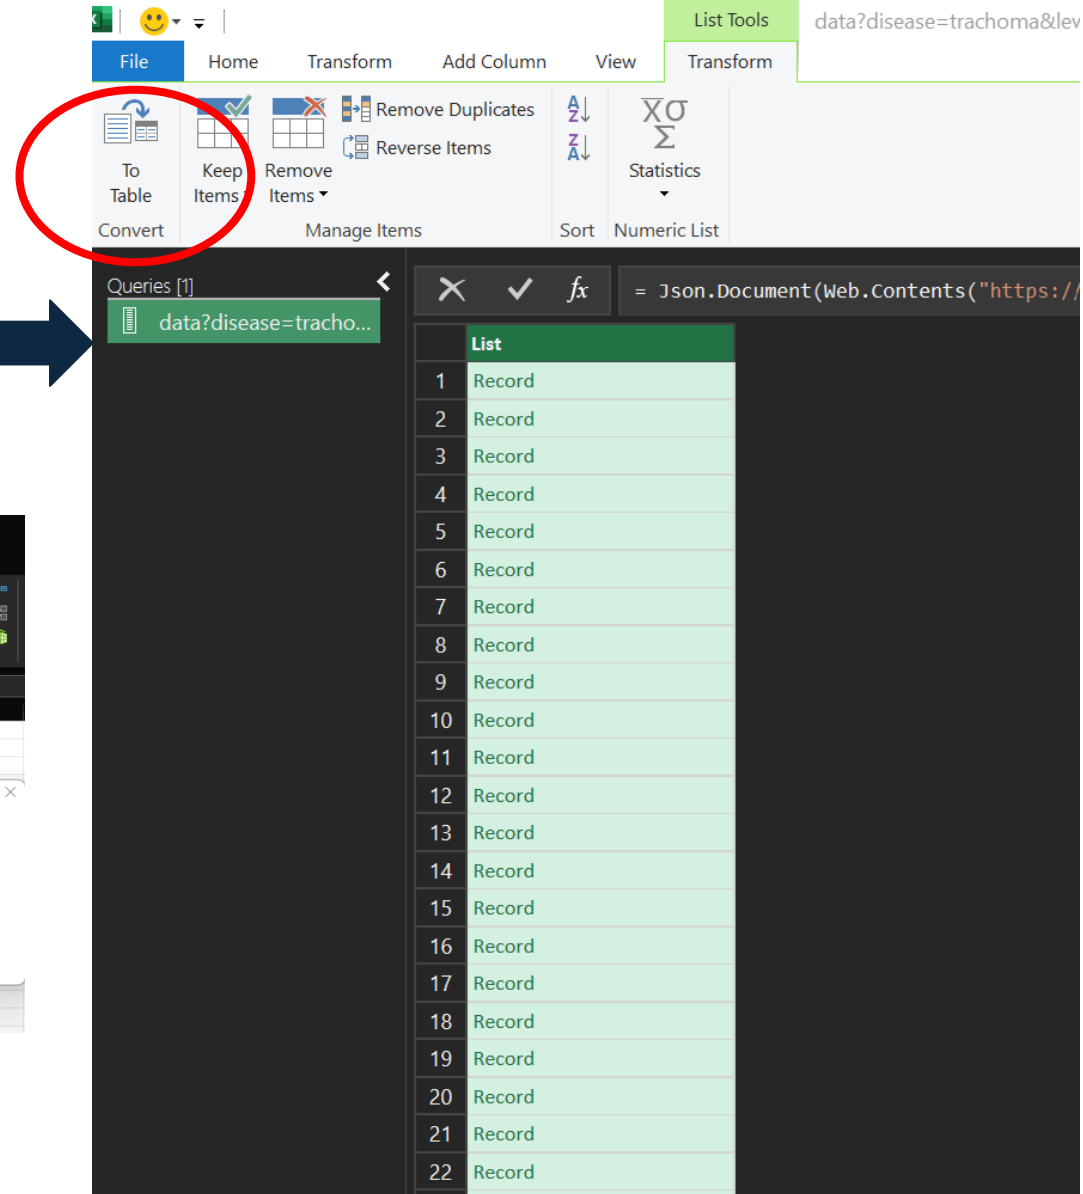 List Tools
data?disease=trachoma&lev
File Home Transform Add Column View Transform
Remove Duplicates
Reverse Items
To Table
Keep Items
Remove Items
Statistics
Convert
Manage Items
Sort
Numeric List
Queries [1]
data?disease=tracho...
fx
= Json.Document(Web.Contents("https:/
List
1 Record
2 Record
3 Record
4 Record
5 Record
6 Record
7 Record
8 Record
9 Record
10 Record
11 Record
12 Record
13 Record
14 Record
15 Record
16 Record
17 Record
18 Record
19 Record
20 Record
21 Record
22 Record